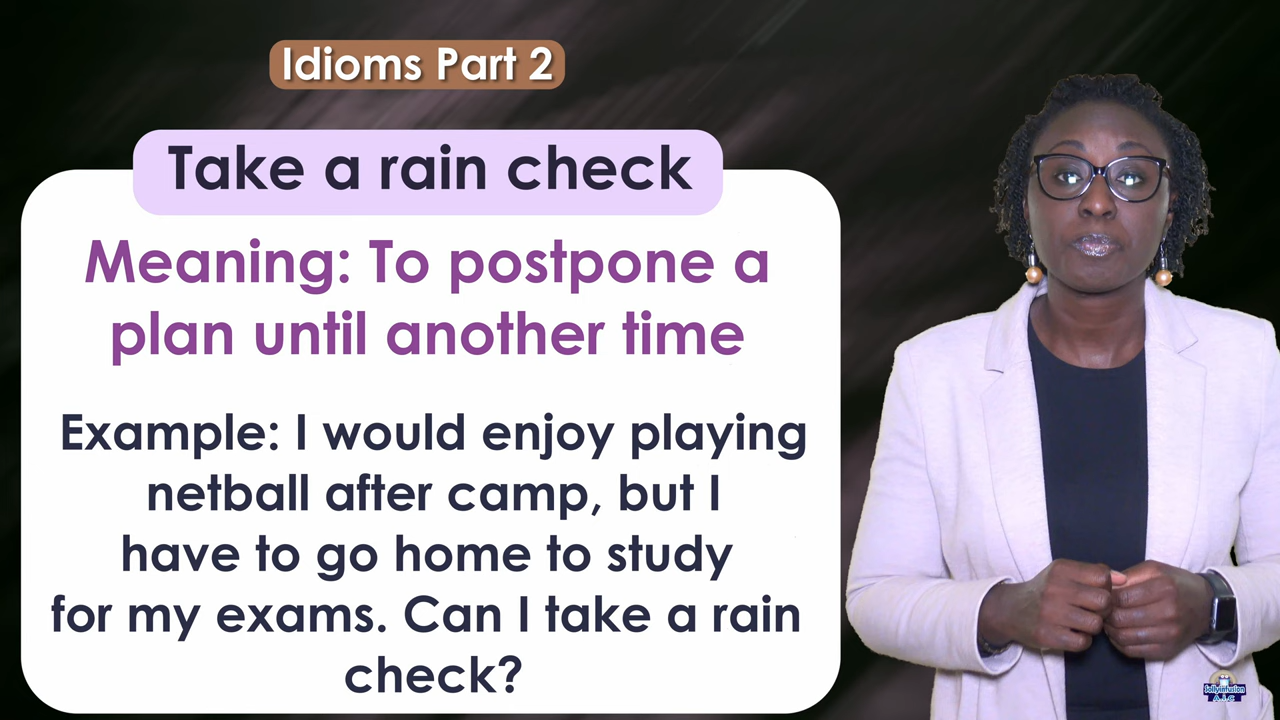 Idioms Part 2
Take a rain check
Meaning: To postpone a
plan until another time
Example: I would enjoy playing
netball after camp, but I
have to go home to study
for my exams. Can I take a rain
check?